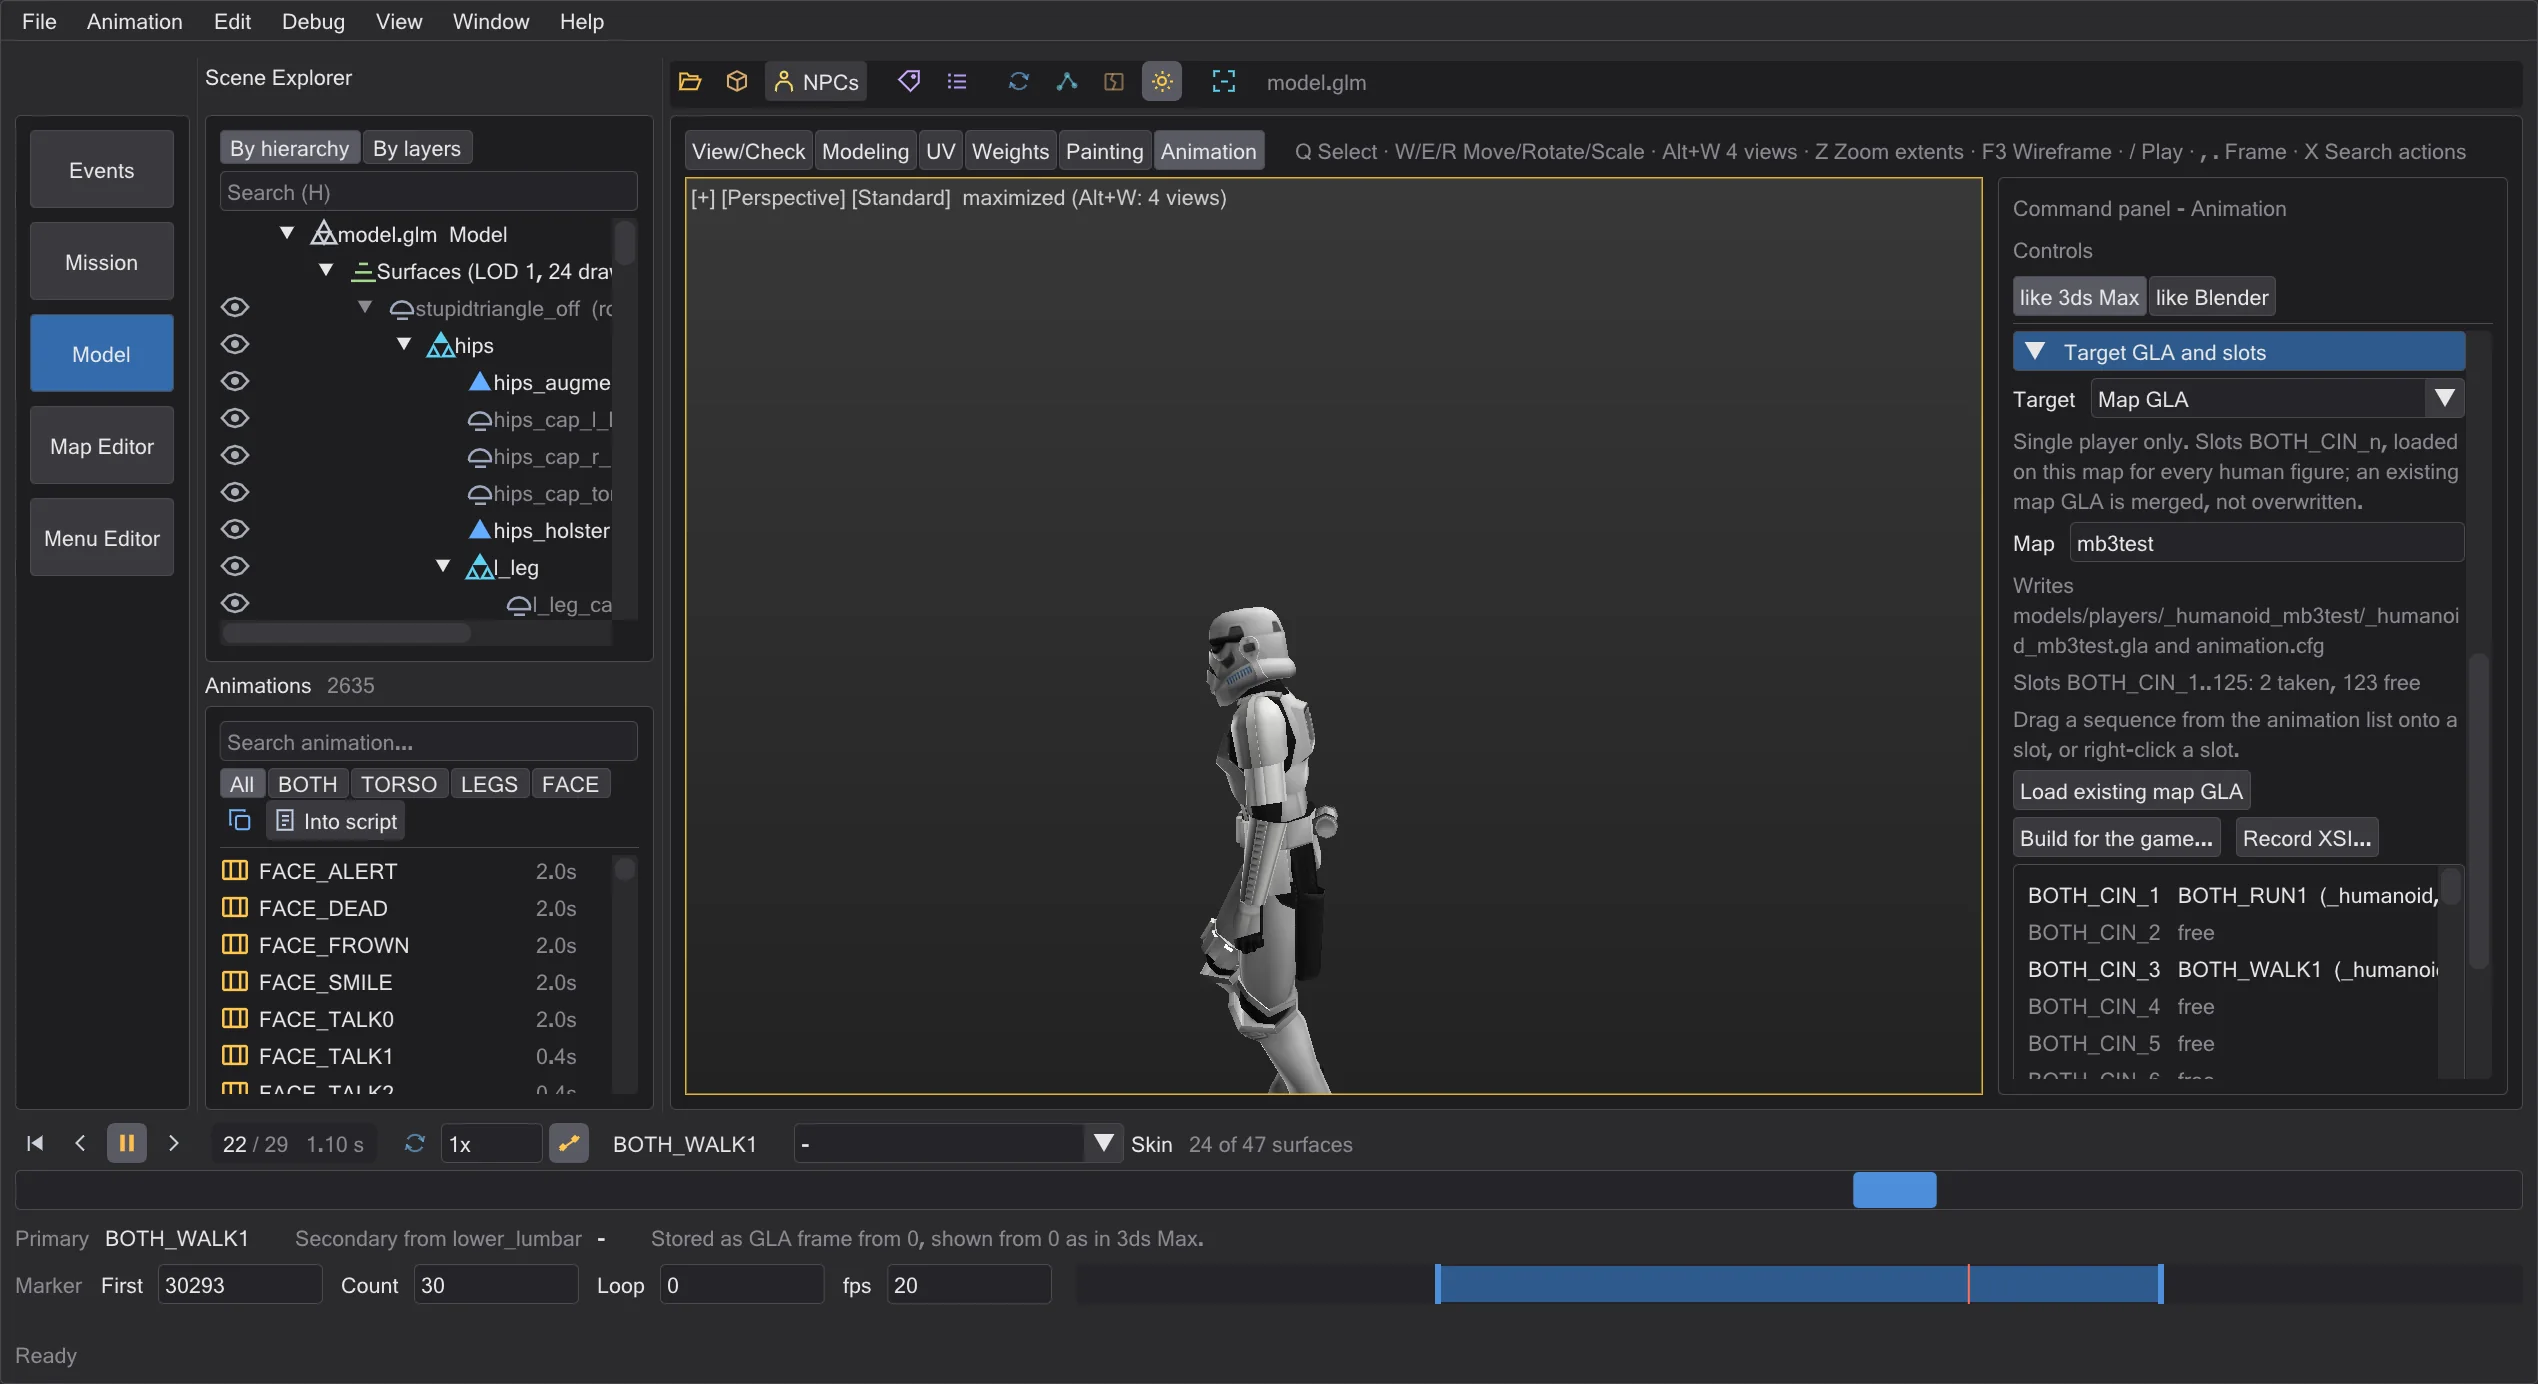 File Animation Edit Debug View Window Help
Scene Explorer
NPCs
model.glm
Events
Mission
Model
Map Editor
Menu Editor
By hierarchy By layers
Search (H)
model.glm Model
Surfaces (LOD 1, 24 drav
stupidtriangle_off (rc
hips
hips_augme
hips_cap_l_l
hips_cap_r_
hips_cap_to
hips_holster
l_leg
l_leg_ca
Animations 2635
Search animation...
All BOTH TORSO LEGS FACE
Into script
FACE_ALERT 2.0s
FACE_DEAD 2.0s
FACE_FROWN 2.0s
FACE_SMILE 2.0s
FACE_TALK0 2.0s
FACE_TALK1 0.4s
FACE_TALK2 0.4s
View/Check Modeling UV Weights Painting Animation
Q Select · W/E/R Move/Rotate/Scale · Alt+W 4 views · Z Zoom extents · F3 Wireframe · / Play · , . Frame · X Search actions
[+] [Perspective] [Standard] maximized (Alt+W: 4 views)
Command panel - Animation
Controls
like 3ds Max like Blender
Target GLA and slots
Target Map GLA
Single player only. Slots BOTH_CIN_n, loaded
on this map for every human figure; an existing
map GLA is merged, not overwritten.
Map mb3test
Writes
models/players/_humanoid_mb3test/_humanoi
d_mb3test.gla and animation.cfg
Slots BOTH_CIN_1..125: 2 taken, 123 free
Drag a sequence from the animation list onto a
slot, or right-click a slot.
Load existing map GLA
Build for the game... Record XSI...
BOTH_CIN_1 BOTH_RUN1 (_humanoid,
BOTH_CIN_2 free
BOTH_CIN_3 BOTH_WALK1 (_humanoi
BOTH_CIN_4 free
BOTH_CIN_5 free
BOTH_CIN_6 free
22 / 29 1.10 s 1x BOTH_WALK1 - Skin 24 of 47 surfaces
Primary BOTH_WALK1 Secondary from lower_lumbar - Stored as GLA frame from 0, shown from 0 as in 3ds Max.
Marker First 30293 Count 30 Loop 0 fps 20
Ready